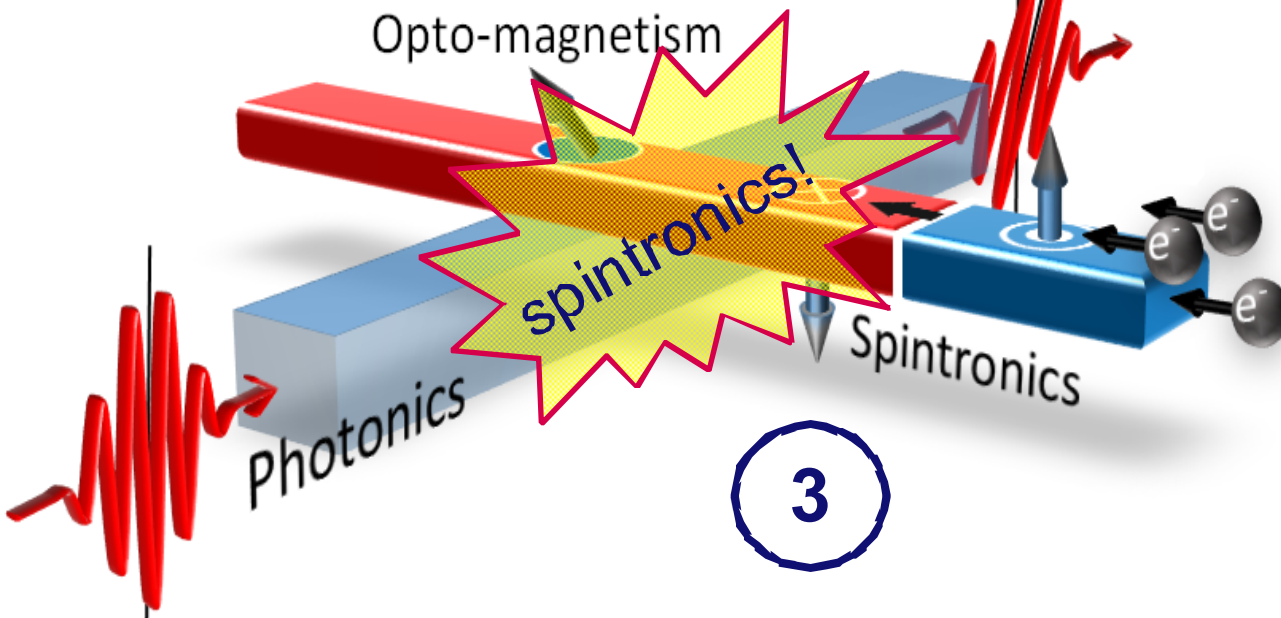 Opto-magnetism
spintronics!
e-
e-
e-
Spintronics
Photonics
3